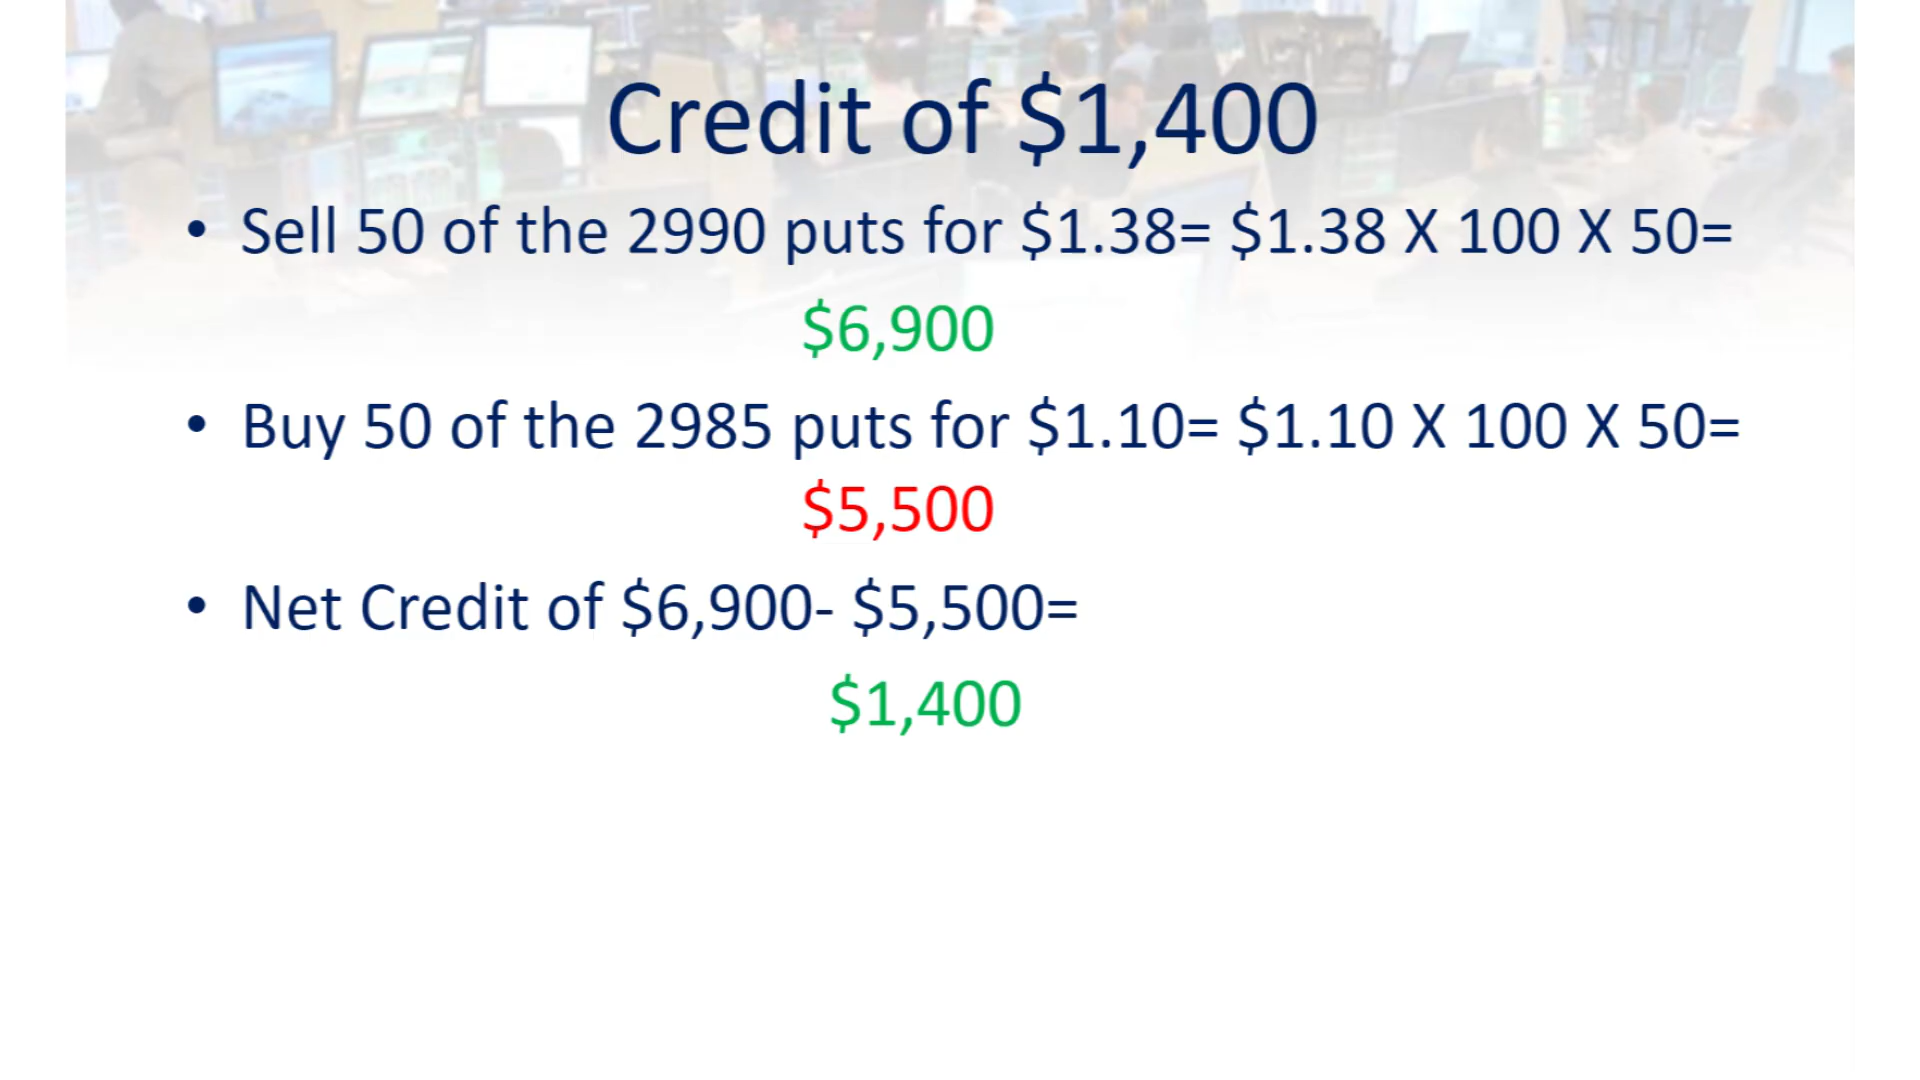 Credit of $1,400
• Sell 50 of the 2990 puts for $1.38= $1.38 X 100 X 50=
$6,900
• Buy 50 of the 2985 puts for $1.10= $1.10 X 100 X 50=
$5,500
• Net Credit of $6,900- $5,500=
$1,400